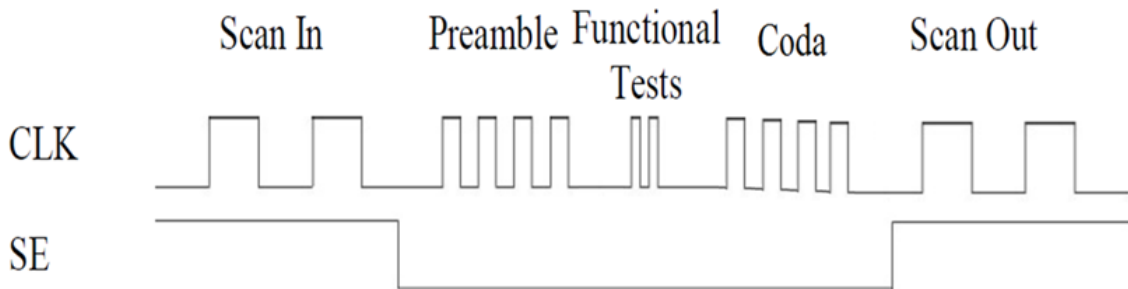 Scan In
Preamble
Functional
Tests
Coda
Scan Out
CLK
SE